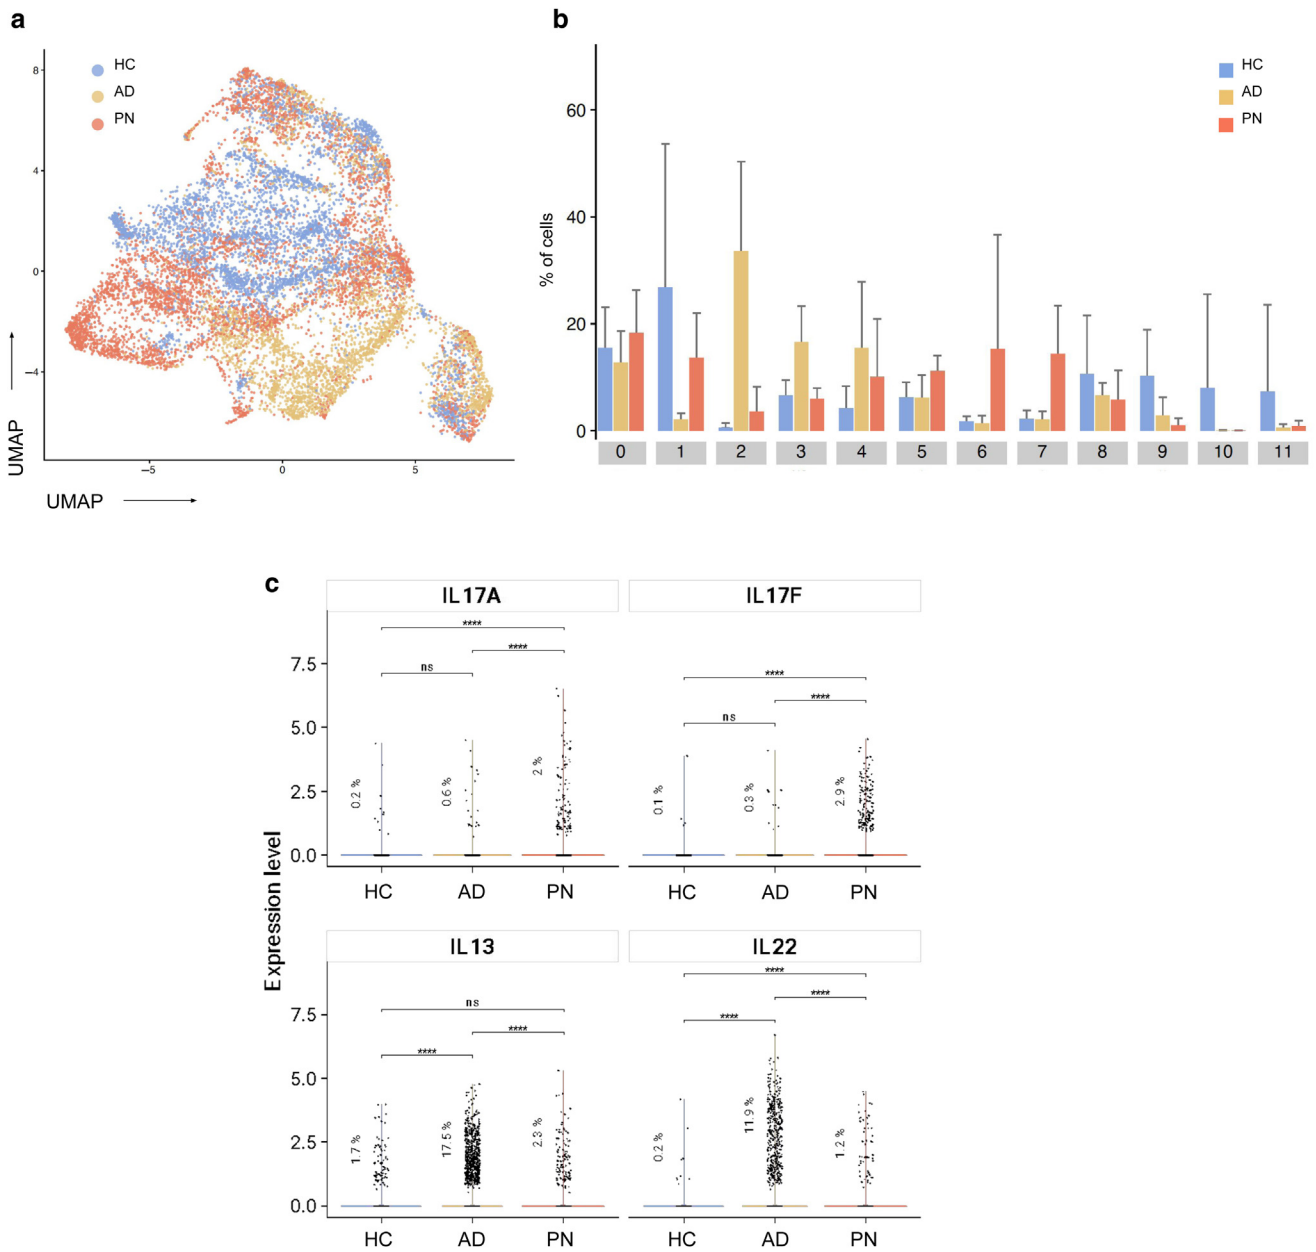 a
HC
AD
PN
8
4
0
−4
−5
0
5
UMAP
UMAP
b
HC
AD
PN
60
40
20
0
% of cells
0 1 2 3 4 5 6 7 8 9 10 11
c
IL17A
IL17F
7.5
5.0
2.5
0.0
****
****
ns
0.2 %
0.6 %
2 %
****
****
ns
0.1 %
0.3 %
2.9 %
HC AD PN
HC AD PN
Expression level
IL13
IL22
7.5
5.0
2.5
0.0
ns
****
****
1.7 %
17.5 %
2.3 %
****
****
****
0.2 %
11.9 %
1.2 %
HC AD PN
HC AD PN